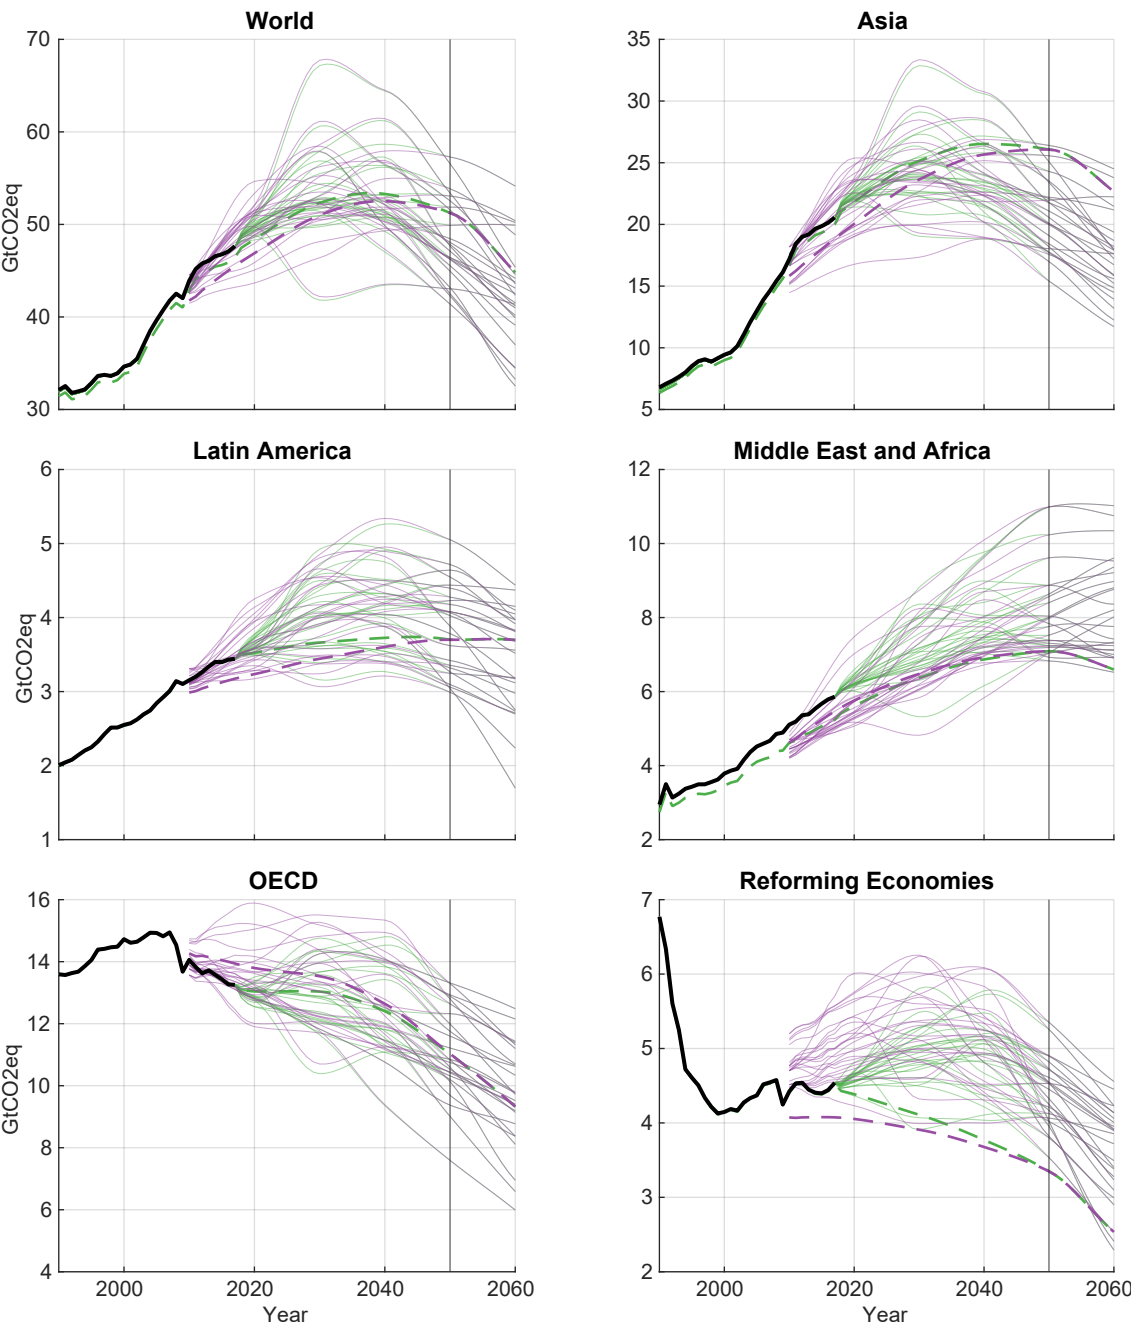 World
70
60
50
40
30
GtCO2eq
Asia
35
30
25
20
15
10
5
Latin America
6
5
4
3
2
1
GtCO2eq
Middle East and Africa
12
10
8
6
4
2
OECD
16
14
12
10
8
6
4
GtCO2eq
2000 2020 2040 2060
Year
Reforming Economies
7
6
5
4
3
2
2000 2020 2040 2060
Year